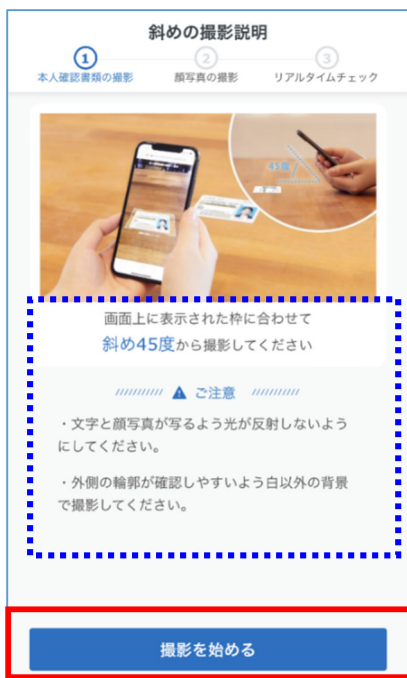 斜めの撮影説明
1 2 3
本人確認書類の撮影 顔写真の撮影 リアルタイムチェック
45度
画面上に表示された枠に合わせて
斜め45度から撮影してください
ご注意
・文字と顔写真が写るよう光が反射しないよう
にしてください。
・外側の輪郭が確認しやすいよう白以外の背景
で撮影してください。
撮影を始める